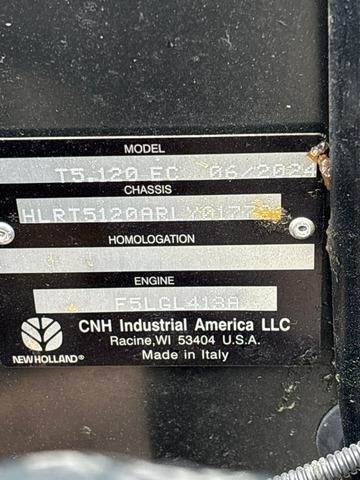 MODEL
T5.120 EC 06/2024
CHASSIS
HOMOLOGATION
ENGINE
F5LGL413A
CNH Industrial America LLC
Racine,WI 53404 U.S.A.
NEW HOLLAND®
Made in Italy